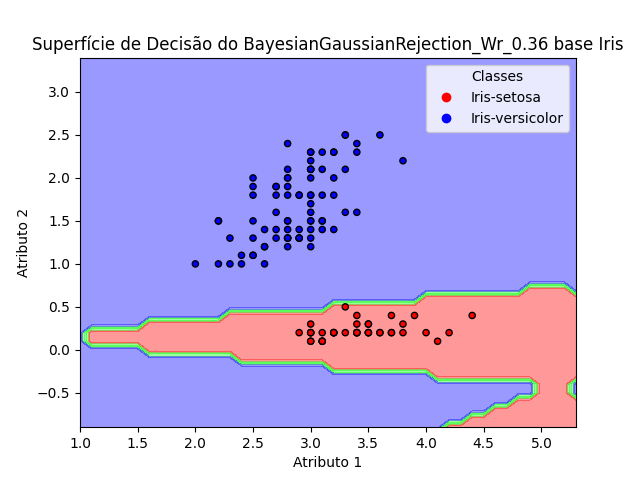 Superfície de Decisão do BayesianGaussianRejection_Wr_0.36 base Iris
Classes
Iris-setosa
Iris-versicolor
3.0
2.5
2.0
1.5
1.0
0.5
0.0
−0.5
Atributo 2
1.0 1.5 2.0 2.5 3.0 3.5 4.0 4.5 5.0
Atributo 1